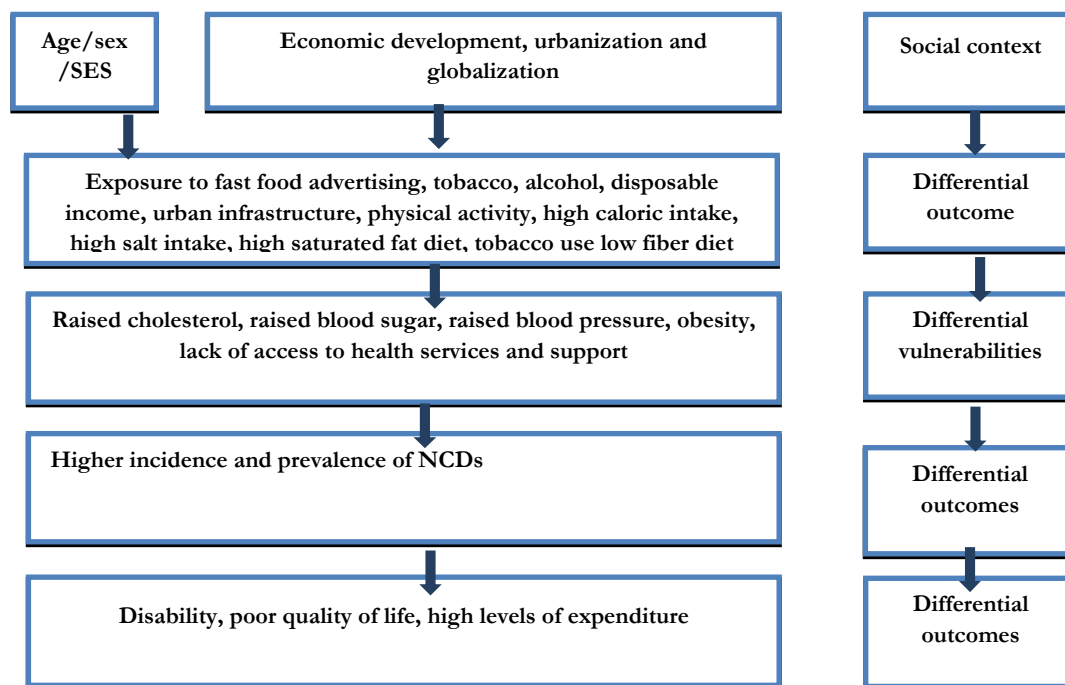 Age/sex
/SES
Economic development, urbanization and
globalization
Social context
Exposure to fast food advertising, tobacco, alcohol, disposable
income, urban infrastructure, physical activity, high caloric intake,
high salt intake, high saturated fat diet, tobacco use low fiber diet
Differential
outcome
Raised cholesterol, raised blood sugar, raised blood pressure, obesity,
lack of access to health services and support
Differential
vulnerabilities
Higher incidence and prevalence of NCDs
Differential
outcomes
Disability, poor quality of life, high levels of expenditure
Differential
outcomes